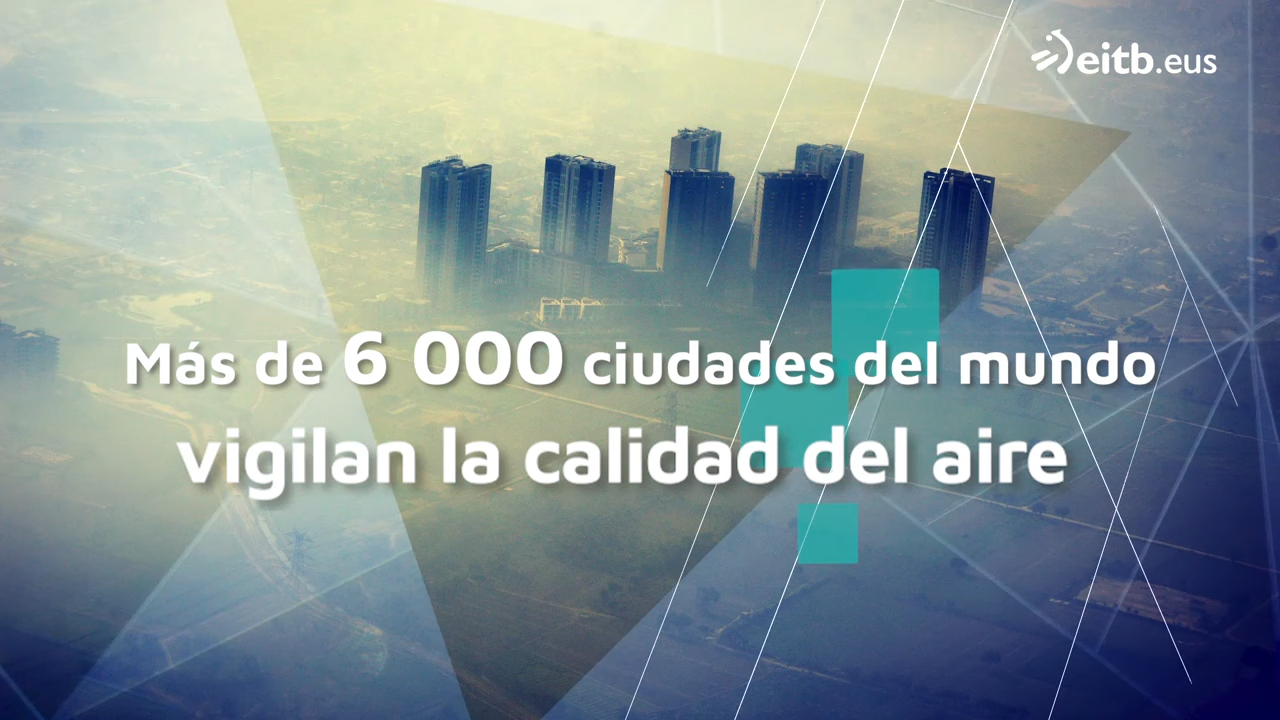 eitb.eus
Más de 6 000 ciudades del mundo
vigilan la calidad del aire